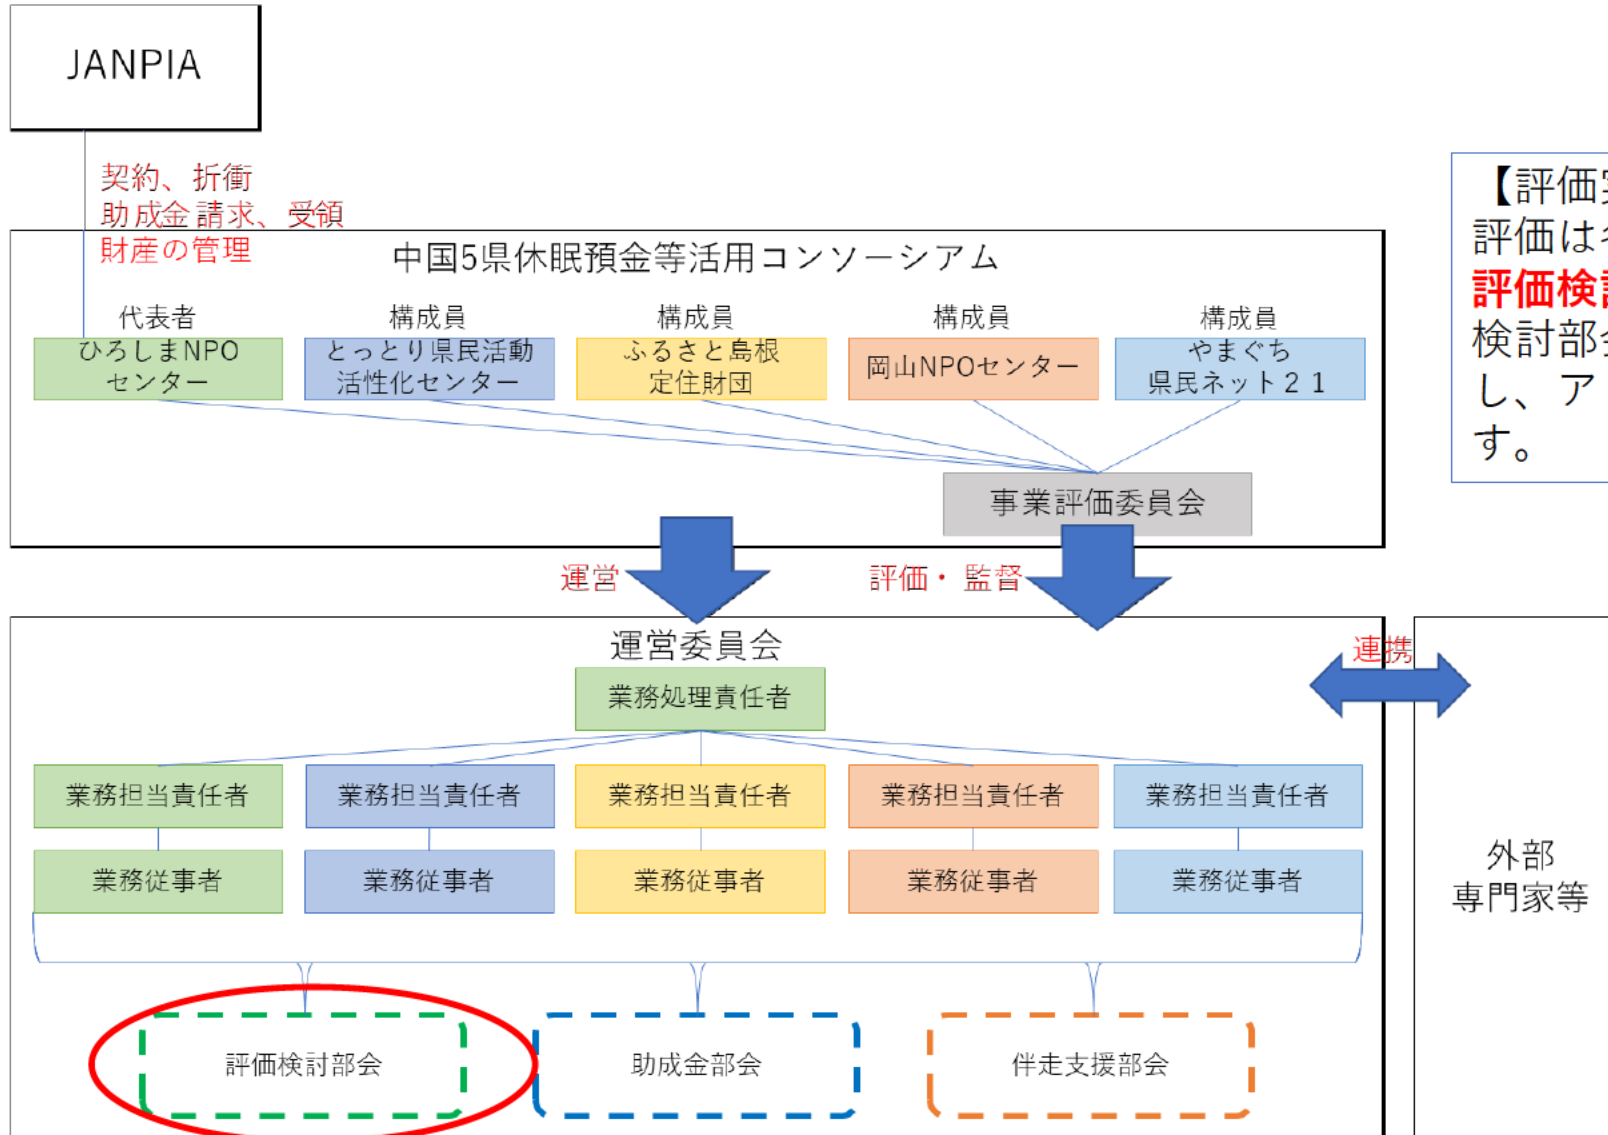 JANPIA
契約、折衝
助成金請求、受領
財産の管理
中国5県休眠預金等活用コンソーシアム
代表者
構成員
構成員
構成員
構成員
ひろしまNPO
センター
とっとり県民活動
活性化センター
ふるさと島根
定住財団
岡山NPOセンター
やまぐち
県民ネット２１
事業評価委員会
【評価
評価は
評価検
検討部
し、ア
す。
運営
評価・監督
運営委員会
連携
業務処理責任者
業務担当責任者
業務担当責任者
業務担当責任者
業務担当責任者
業務担当責任者
業務従事者
業務従事者
業務従事者
業務従事者
業務従事者
外部
専門家等
評価検討部会
助成金部会
伴走支援部会